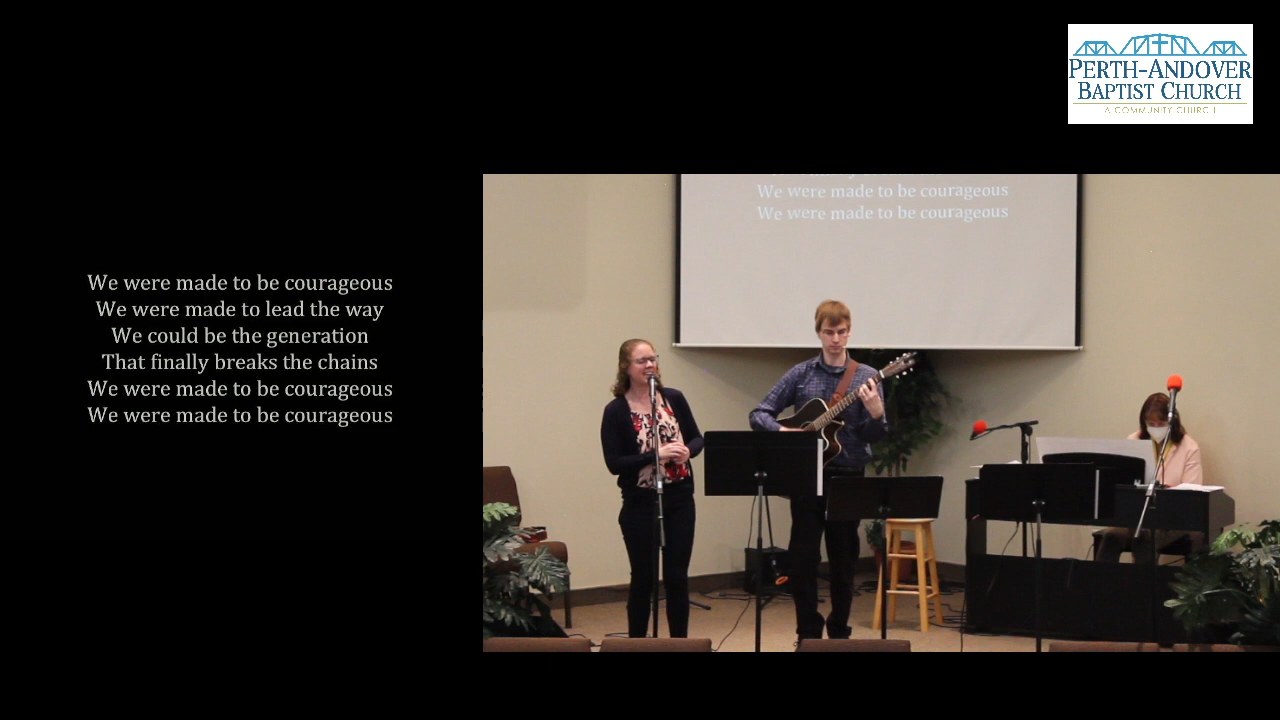 PERTH-ANDOVER
BAPTIST CHURCH
A COMMUNITY CHURCH
We were made to be courageous
We were made to be courageous
We were made to be courageous
We were made to lead the way
We could be the generation
That finally breaks the chains
We were made to be courageous
We were made to be courageous